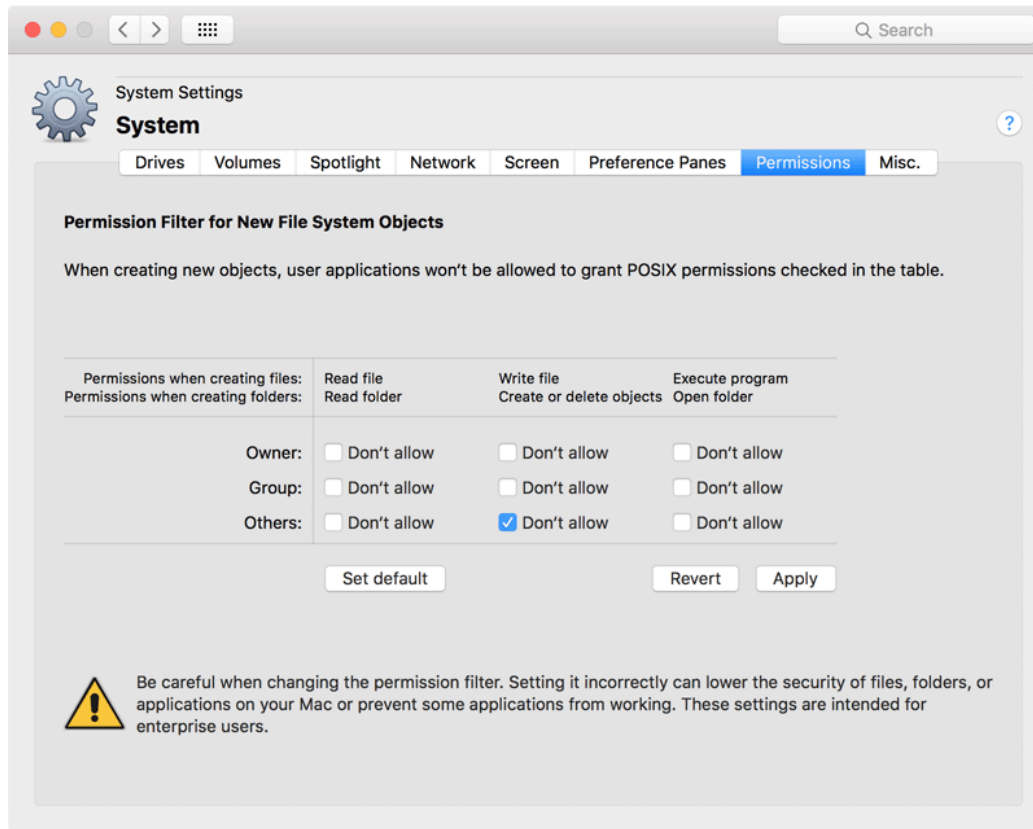 Search
System Settings
System
?
Drives Volumes Spotlight Network Screen Preference Panes Permissions Misc.
Permission Filter for New File System Objects
When creating new objects, user applications won't be allowed to grant POSIX permissions checked in the table.
Permissions when creating files: Read file Write file Execute program
Permissions when creating folders: Read folder Create or delete objects Open folder
Owner: Don't allow Don't allow Don't allow
Group: Don't allow Don't allow Don't allow
Others: Don't allow Don't allow Don't allow
Set default Revert Apply
Be careful when changing the permission filter. Setting it incorrectly can lower the security of files, folders, or
applications on your Mac or prevent some applications from working. These settings are intended for
enterprise users.